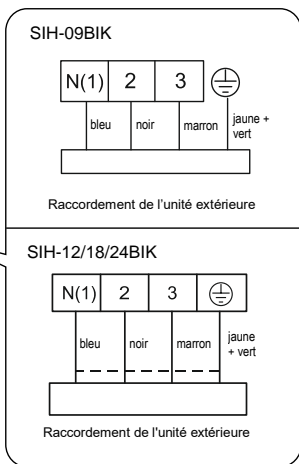 SIH-09BIK
N(1) 2 3
bleu noir marron jaune +
vert
Raccordement de l'unité extérieure
SIH-12/18/24BIK
N(1) 2 3
bleu noir marron jaune
+ vert
Raccordement de l'unité extérieure